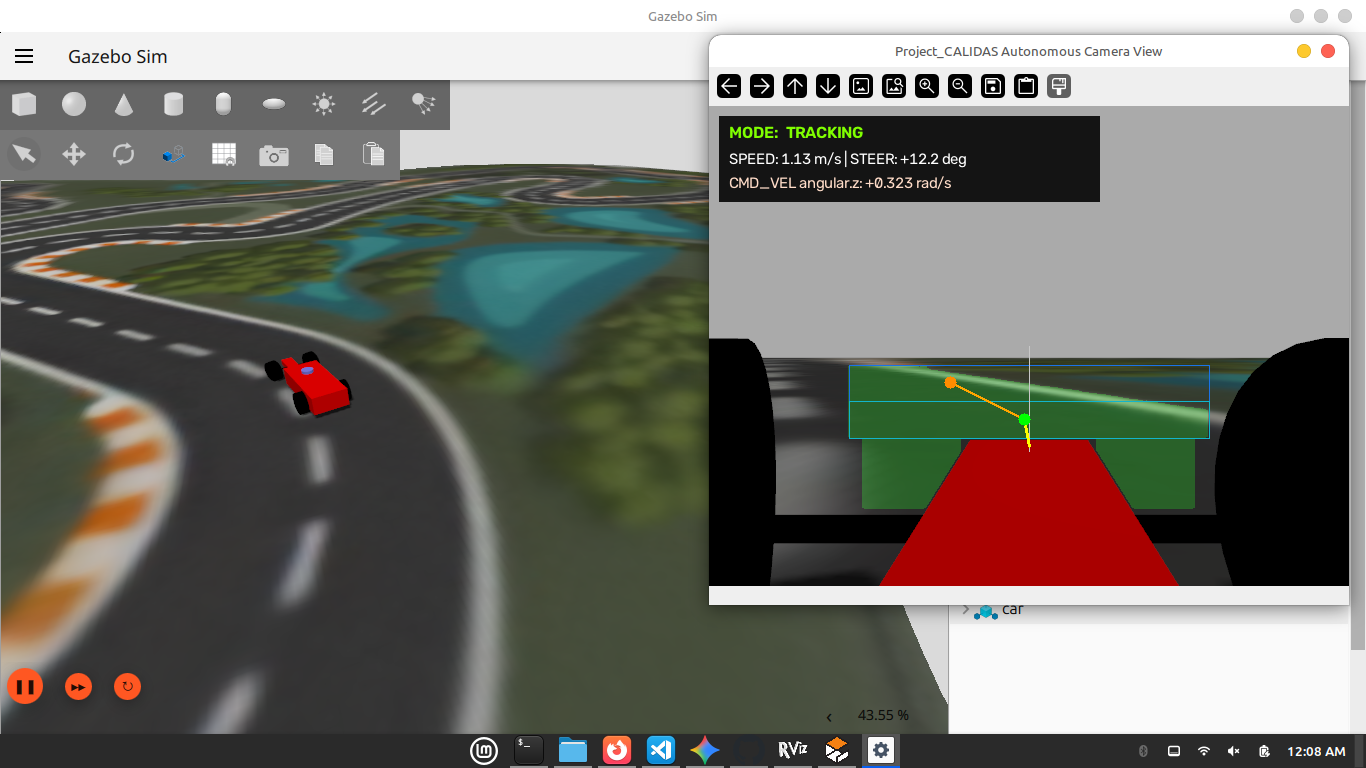 Gazebo Sim
Gazebo Sim
Project_CALIDAS Autonomous Camera View
MODE: TRACKING
SPEED: 1.13 m/s | STEER: +12.2 deg
CMD_VEL angular.z: +0.323 rad/s
car
43.55 %
$_
RViz
12:08 AM